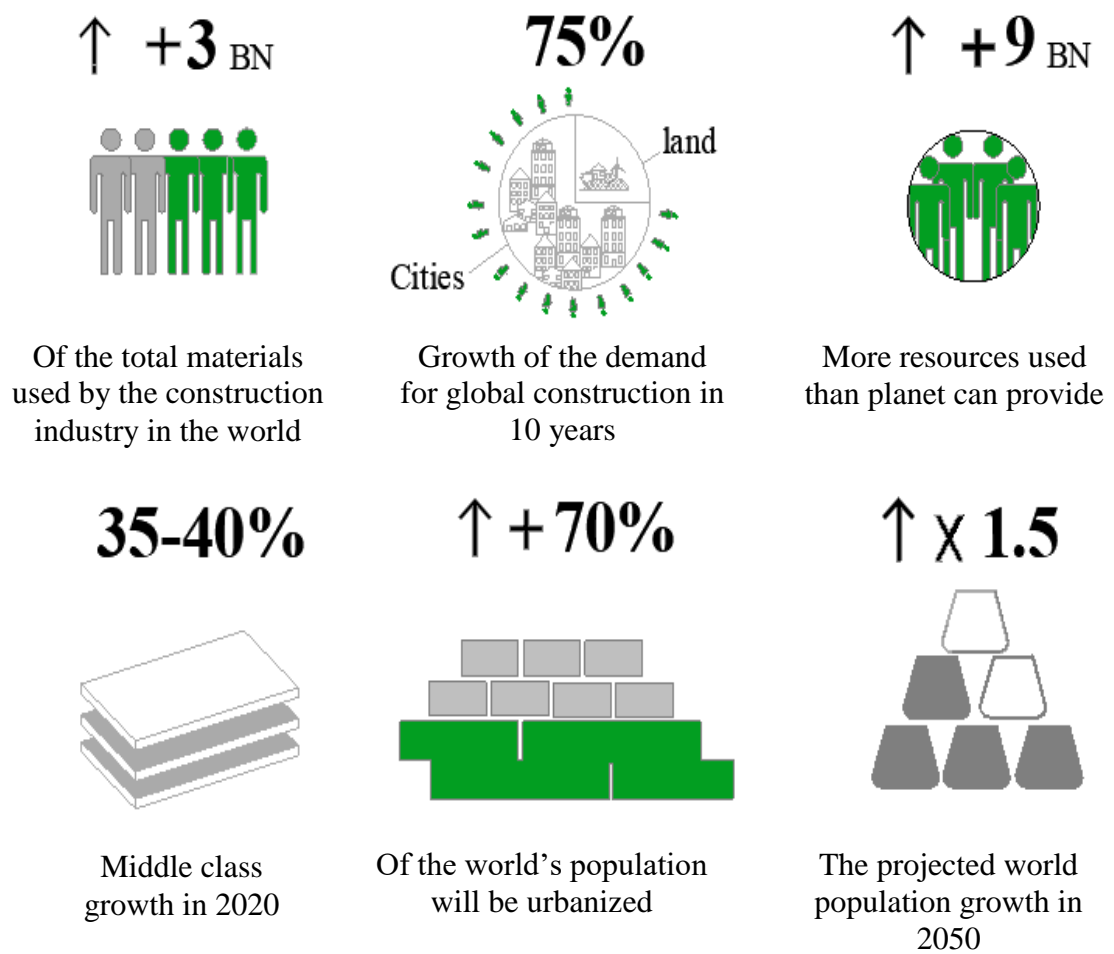 ↑ +3 BN
75%
↑ +9 BN
land
Cities
Of the total materials
used by the construction
industry in the world
Growth of the demand
for global construction in
10 years
More resources used
than planet can provide
35-40%
↑ + 70%
↑ X 1.5
Middle class
growth in 2020
Of the world’s population
will be urbanized
The projected world
population growth in
2050